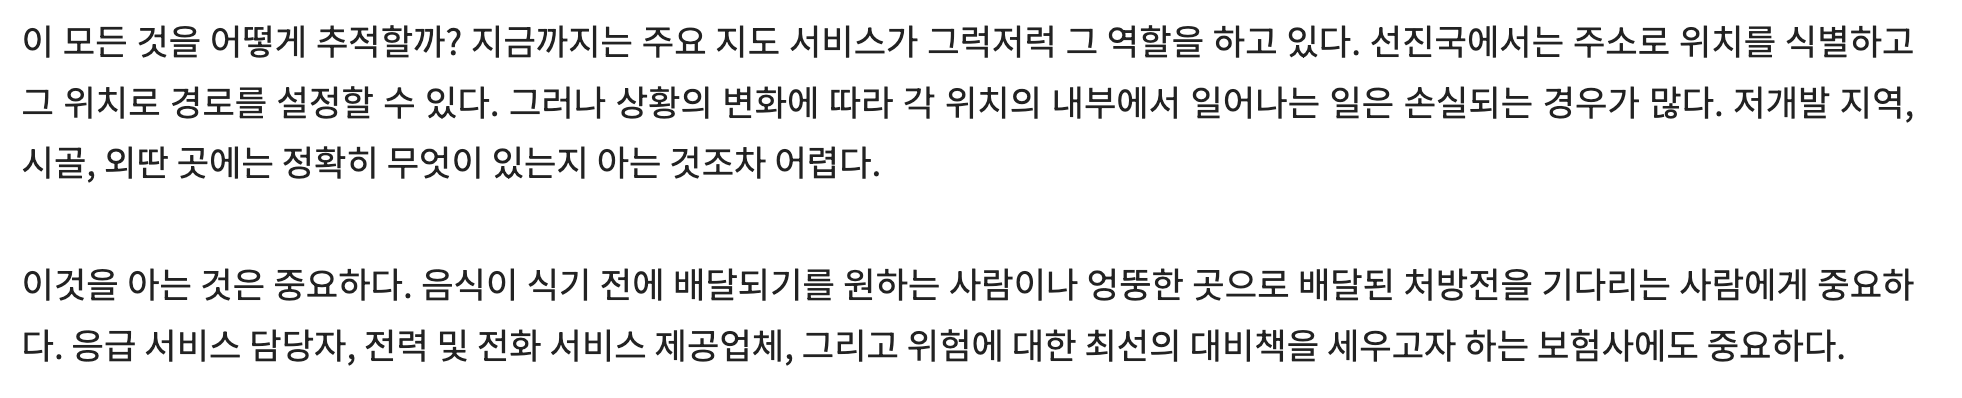 이 모든 것을 어떻게 추적할까? 지금까지는 주요 지도 서비스가 그럭저럭 그 역할을 하고 있다. 선진국에서는 주소로 위치를 식별하고
그 위치로 경로를 설정할 수 있다. 그러나 상황의 변화에 따라 각 위치의 내부에서 일어나는 일은 손실되는 경우가 많다. 저개발 지역,
시골, 외딴 곳에는 정확히 무엇이 있는지 아는 것조차 어렵다.
이것을 아는 것은 중요하다. 음식이 식기 전에 배달되기를 원하는 사람이나 엉뚱한 곳으로 배달된 처방전을 기다리는 사람에게 중요하
다. 응급 서비스 담당자, 전력 및 전화 서비스 제공업체, 그리고 위험에 대한 최선의 대비책을 세우고자 하는 보험사에도 중요하다.